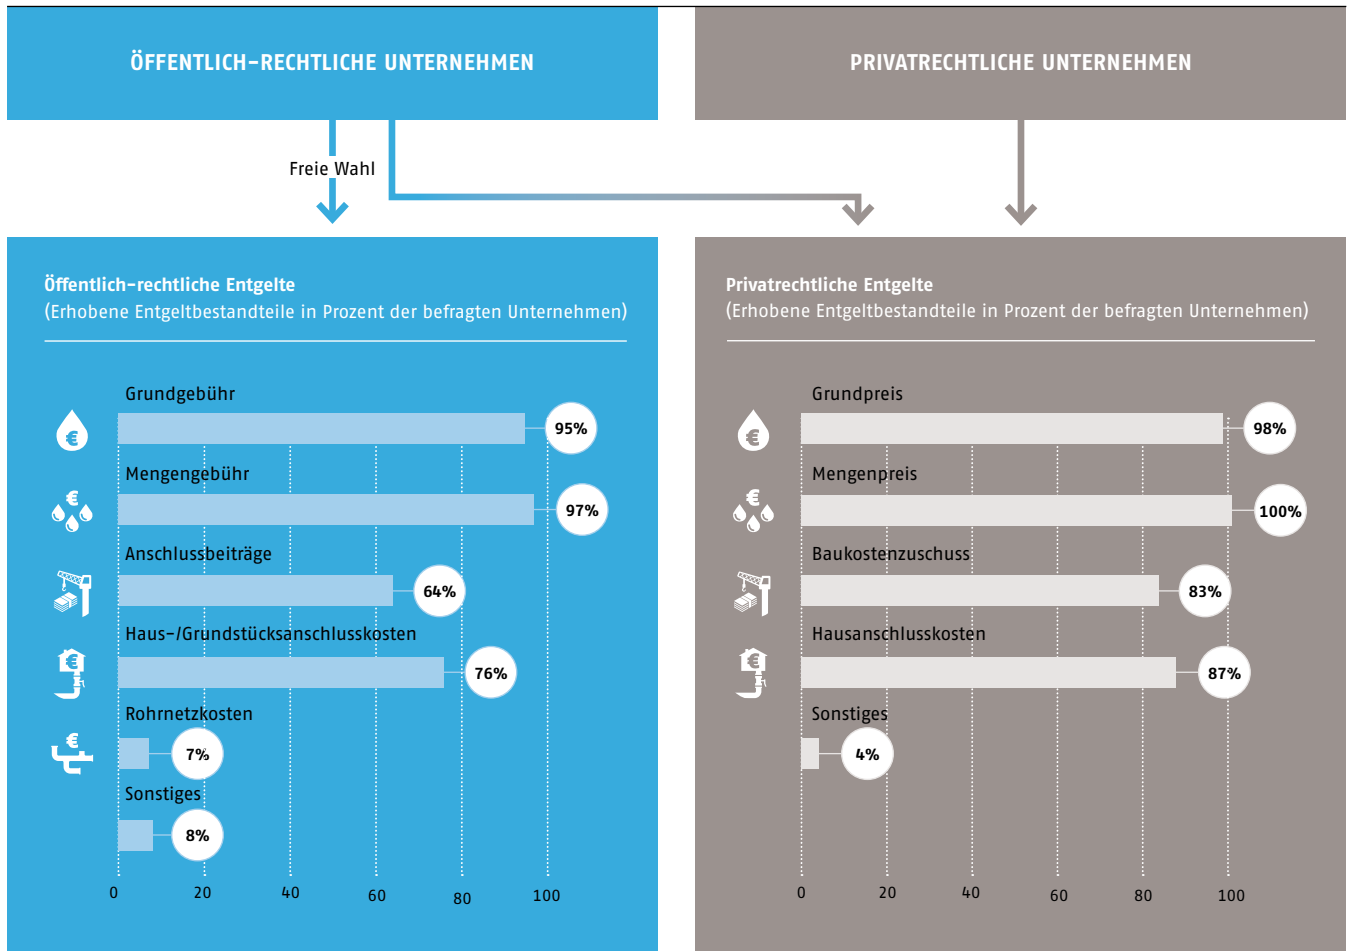 ÖFFENTLICH-RECHTLICHE UNTERNEHMEN
PRIVATRECHTLICHE UNTERNEHMEN
Freie Wahl
Öffentlich-rechtliche Entgelte
(Erhobene Entgeltbestandteile in Prozent der befragten Unternehmen)
Grundgebühr
€
95%
Mengengebühr
€
97%
Anschlussbeiträge
64%
Haus-/Grundstücksanschlusskosten
€
76%
Rohrnetzkosten
€
7%
Sonstiges
8%
0 20 40 60 80 100
Privatrechtliche Entgelte
(Erhobene Entgeltbestandteile in Prozent der befragten Unternehmen)
Grundpreis
€
98%
Mengenpreis
€
100%
Baukostenzuschuss
83%
Hausanschlusskosten
€
87%
Sonstiges
4%
0 20 40 60 80 100